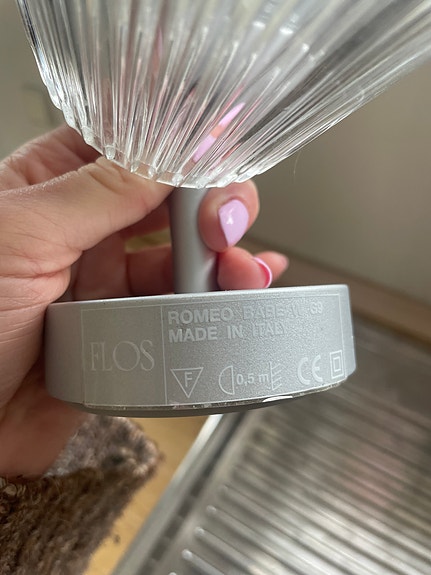 FLOS
ROMEO BABE
MADE IN ITALY
F
0,5 m
CE